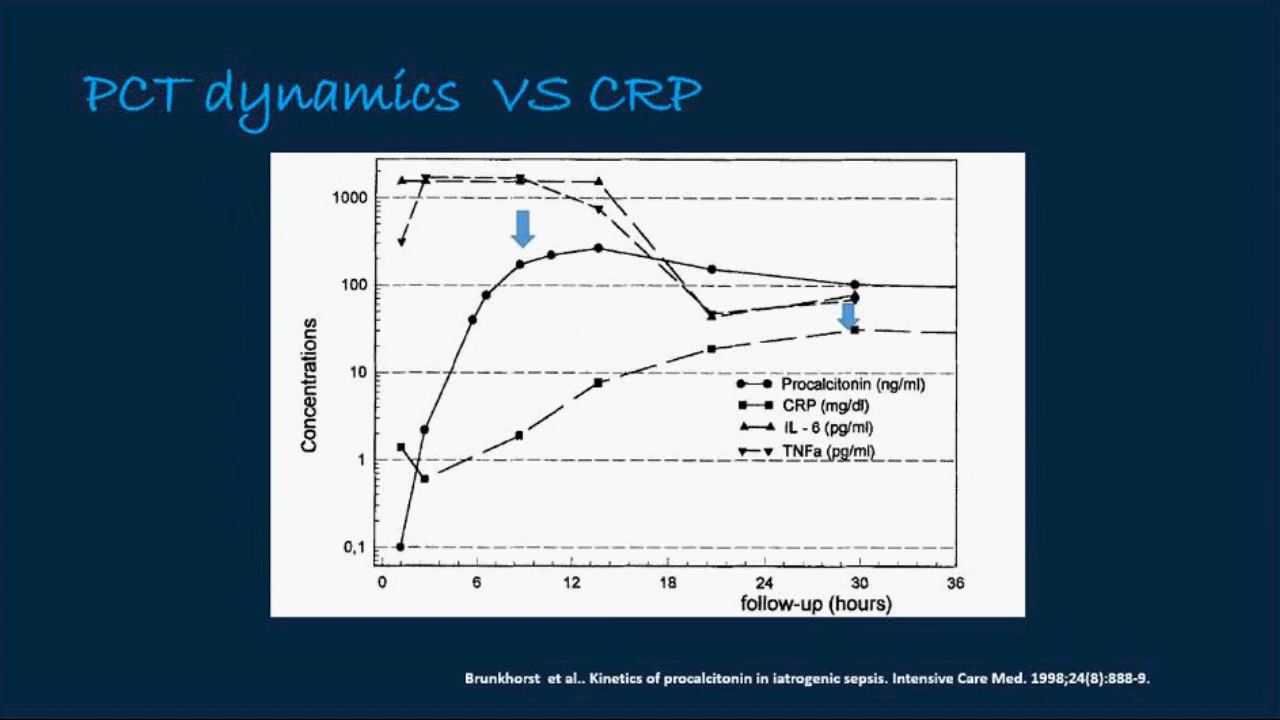 PCT dynamics VS CRP
1000
100
10
1
0,1
Concentrations
Procalcitonin (ng/ml)
CRP (mg/dl)
IL - 6 (pg/ml)
TNFa (pg/ml)
0 6 12 18 24 30 36
follow-up (hours)
Brunkhorst et al.. Kinetics of procalcitonin in iatrogenic sepsis. Intensive Care Med. 1998;24(8):888-9.